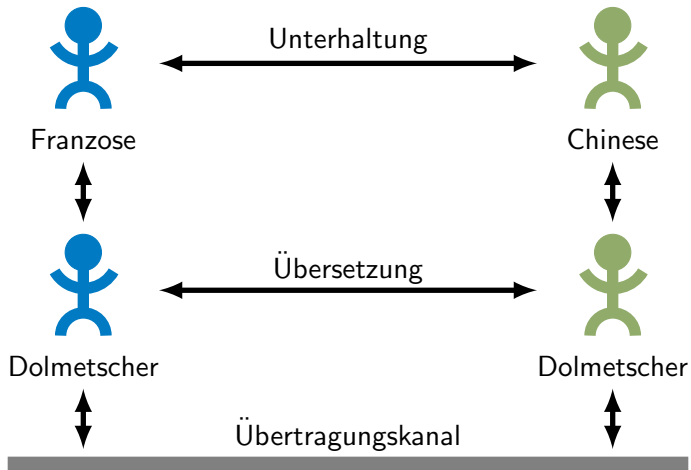 Unterhaltung
Franzose
Chinese
Übersetzung
Dolmetscher
Dolmetscher
Übertragungskanal